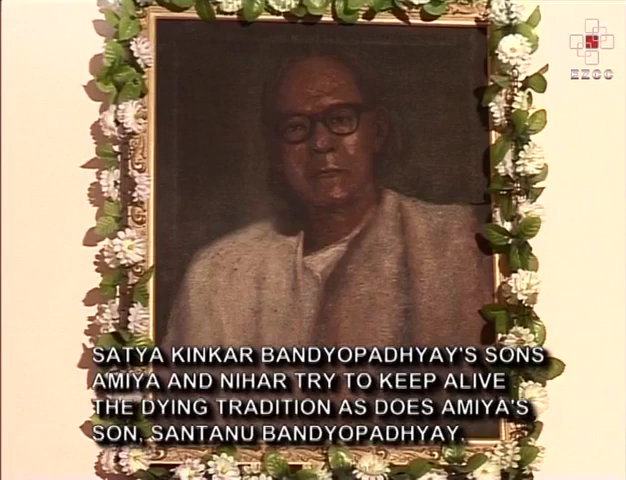 EZCC
SATYA KINKAR BANDYOPADHYAY'S SONS
AMIYA AND NIHAR TRY TO KEEP ALIVE
THE DYING TRADITION AS DOES AMIYA'S
SON, SANTANU BANDYOPADHYAY.